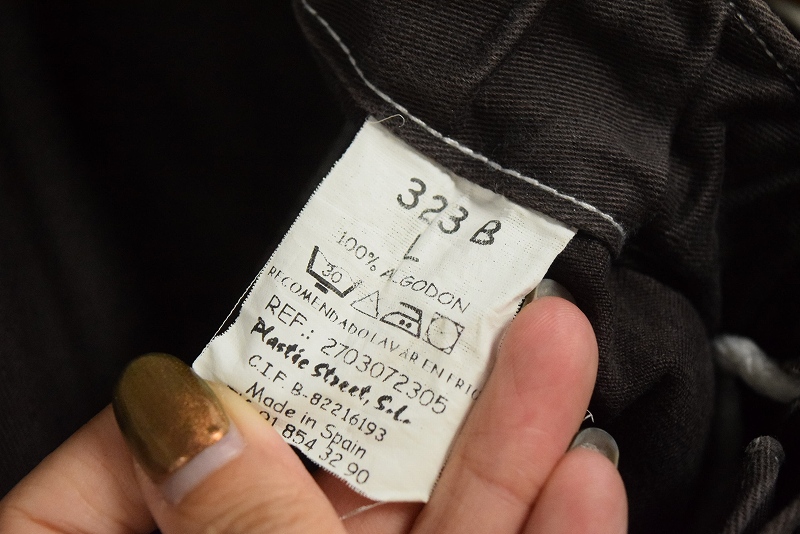 323 B
L
100% ALGODON
30
RECOMENDADO LAVAR EN FRIO
REF.: 2703072305
Plastic Street, S.L.
C.I.F. B-82216193
Made in Spain
91 854 32 90